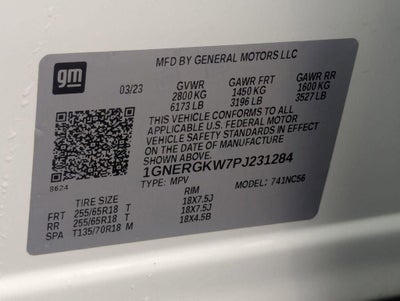 gm
MFD BY GENERAL MOTORS LLC
03/23 GVWR GAWR FRT GAWR RR
2800 KG 1450 KG 1600 KG
6173 LB 3196 LB 3527 LB
THIS VEHICLE CONFORMS TO ALL
APPLICABLE U.S. FEDERAL MOTOR
VEHICLE SAFETY STANDARDS IN EFFECT
ON THE DATE OF MANUFACTURE
1GNERGKW7PJ231284
8624 TYPE: MPV MODEL: 741NC56
TIRE SIZE RIM
FRT 255/65R18 T 18X7.5J
RR 255/65R18 T 18X7.5J
SPA T135/70R18 M 18X4.5B